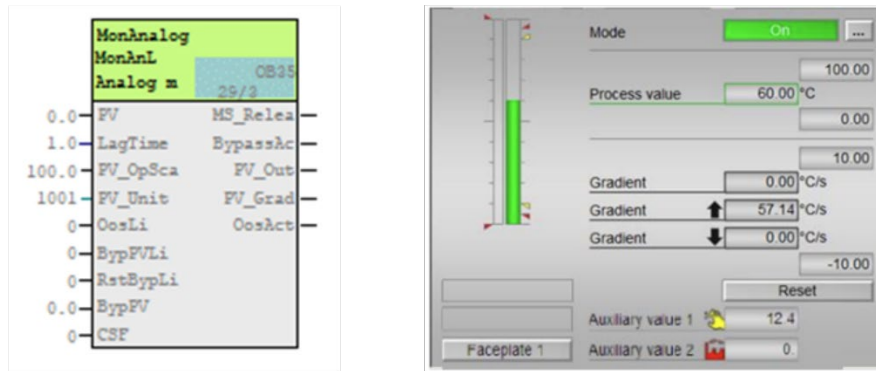 MonAnalog
MonAnL
Analog m
OB35
29/3
0.0 PV MS_Relea
1.0 LagTime BypassAc
100.0 PV_OpSca PV_Out
1001 PV_Unit PV_Grad
0 OosLi OosAct
0 BypPVLi
0 RstBypLi
0.0 BypPV
0 CSF
Mode On ...
100.00
Process value 60.00 °C
0.00
10.00
Gradient 0.00 °C/s
Gradient 57.14 °C/s
Gradient 0.00 °C/s
-10.00
Reset
Auxiliary value 1 12.4
Faceplate 1 Auxiliary value 2 0.